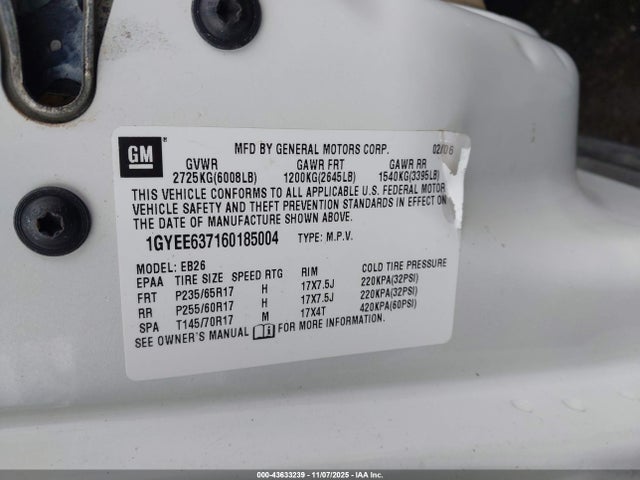 GM
MFD BY GENERAL MOTORS CORP. 02/06
GVWR GAWR FRT GAWR RR
2725KG(6008LB) 1200KG(2645LB) 1540KG(3395LB)
THIS VEHICLE CONFORMS TO ALL APPLICABLE U.S. FEDERAL MOTOR
VEHICLE SAFETY AND THEFT PREVENTION STANDARDS IN EFFECT ON
THE DATE OF MANUFACTURE SHOWN ABOVE.
1GYEE637160185004 TYPE: M.P.V.
MODEL: EB26
EPAA TIRE SIZE SPEED RTG RIM COLD TIRE PRESSURE
FRT P235/65R17 H 17X7.5J 220KPA(32PSI)
RR P255/60R17 H 17X7.5J 220KPA(32PSI)
SPA T145/70R17 M 17X4T 420KPA(60PSI)
SEE OWNER'S MANUAL FOR MORE INFORMATION.
000-43633239 - 11/07/2025 - IAA Corp.